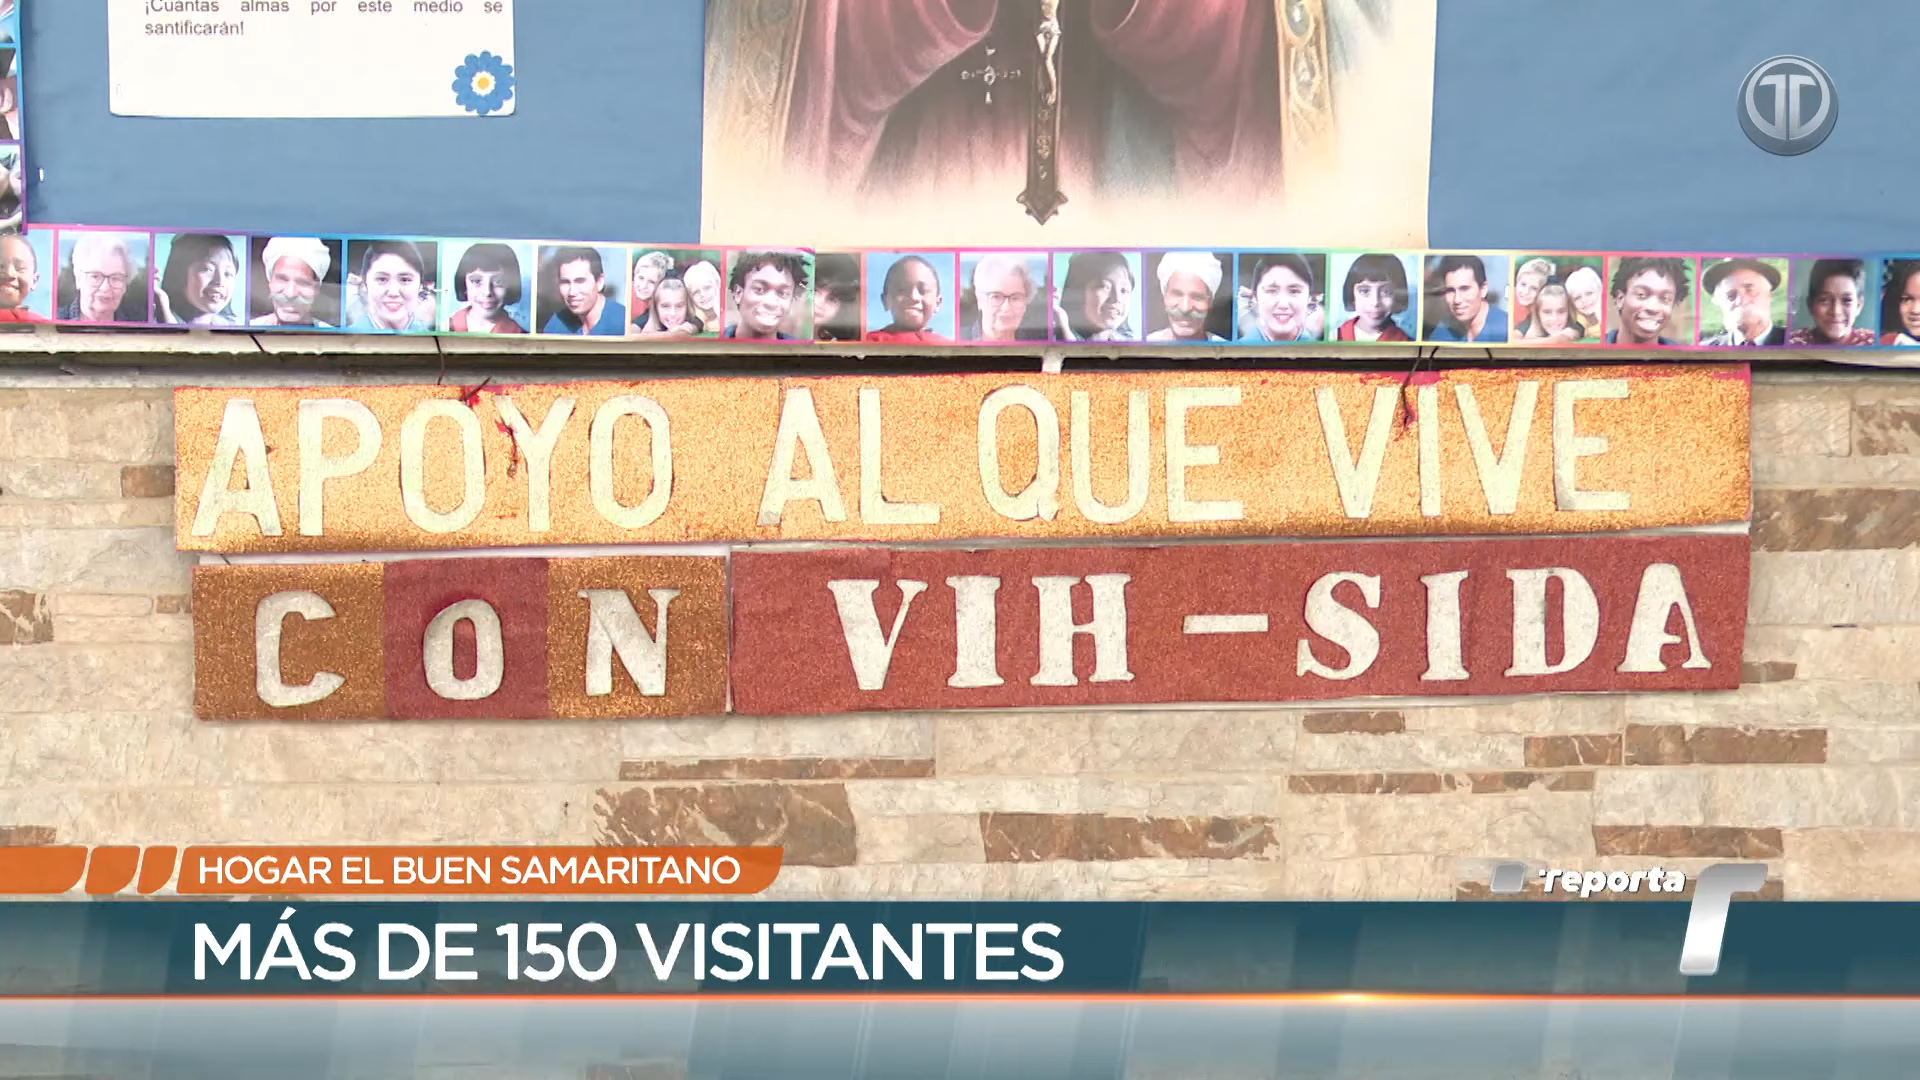 ¡Cuántas almas por este medio se
santificarán!
APOYO AL QUE VIVE
CON VIH-SIDA
HOGAR EL BUEN SAMARITANO
reporta
MÁS DE 150 VISITANTES